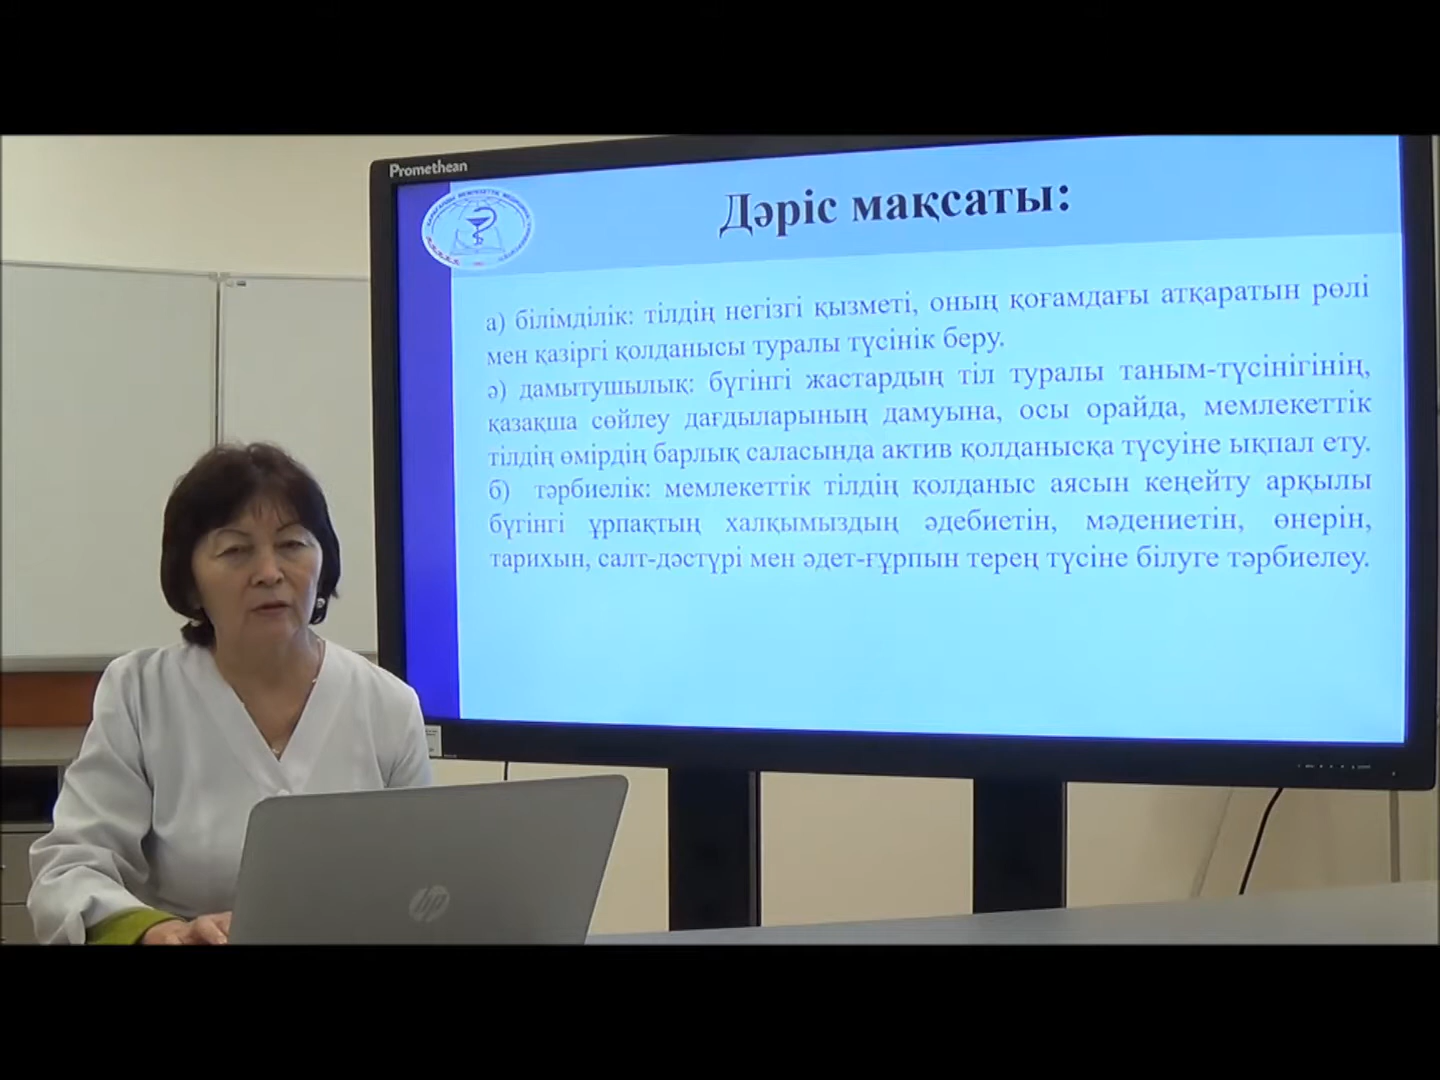 Promethean
Дәріс мақсаты:
а) білімділік: тілдің негізгі қызметі, оның қоғамдағы атқаратын рөлі
мен қазіргі қолданысы туралы түсінік беру.
ә) дамытушылық: бүгінгі жастардың тіл туралы таным-түсінігінің,
қазақша сөйлеу дағдыларының дамуына, осы орайда, мемлекеттік
тілдің өмірдің барлық саласында актив қолданысқа түсуіне ықпал ету.
б) тәрбиелік: мемлекеттік тілдің қолданыс аясын кеңейту арқылы
бүгінгі ұрпақтың халқымыздың әдебиетін, мәдениетін, өнерін,
тарихын, салт-дәстүрі мен әдет-ғұрпын терең түсіне білуге тәрбиелеу.
hp